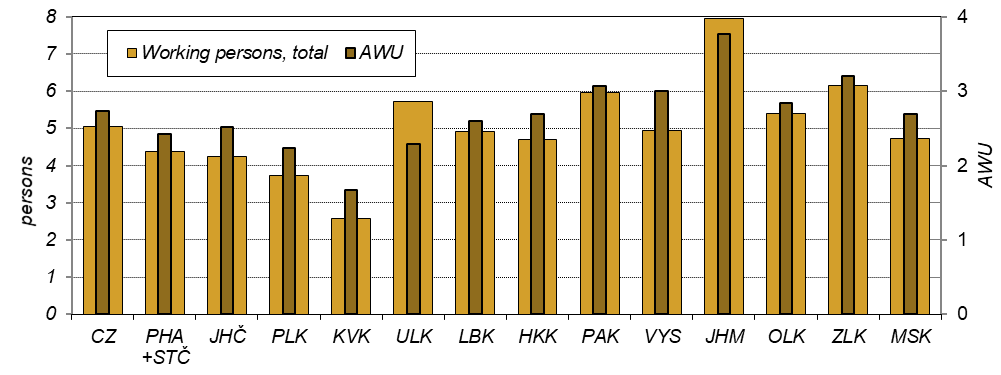 Working persons, total AWU
persons
8
7
6
5
4
3
2
1
0
4
3
2
1
0
AWU
CZ PHA JHČ PLK KVK ULK LBK HKK PAK VYS JHM OLK ZLK MSK
+STČ